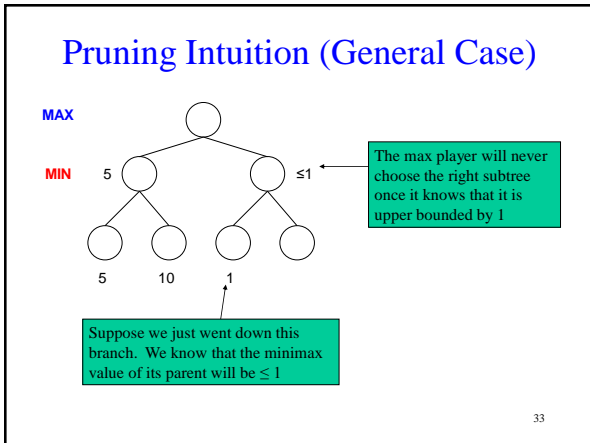 Pruning Intuition (General Case)
MAX
MIN
5
≤1
The max player will never
choose the right subtree
once it knows that it is
upper bounded by 1
5
10
1
Suppose we just went down this
branch. We know that the minimax
value of its parent will be ≤ 1
33